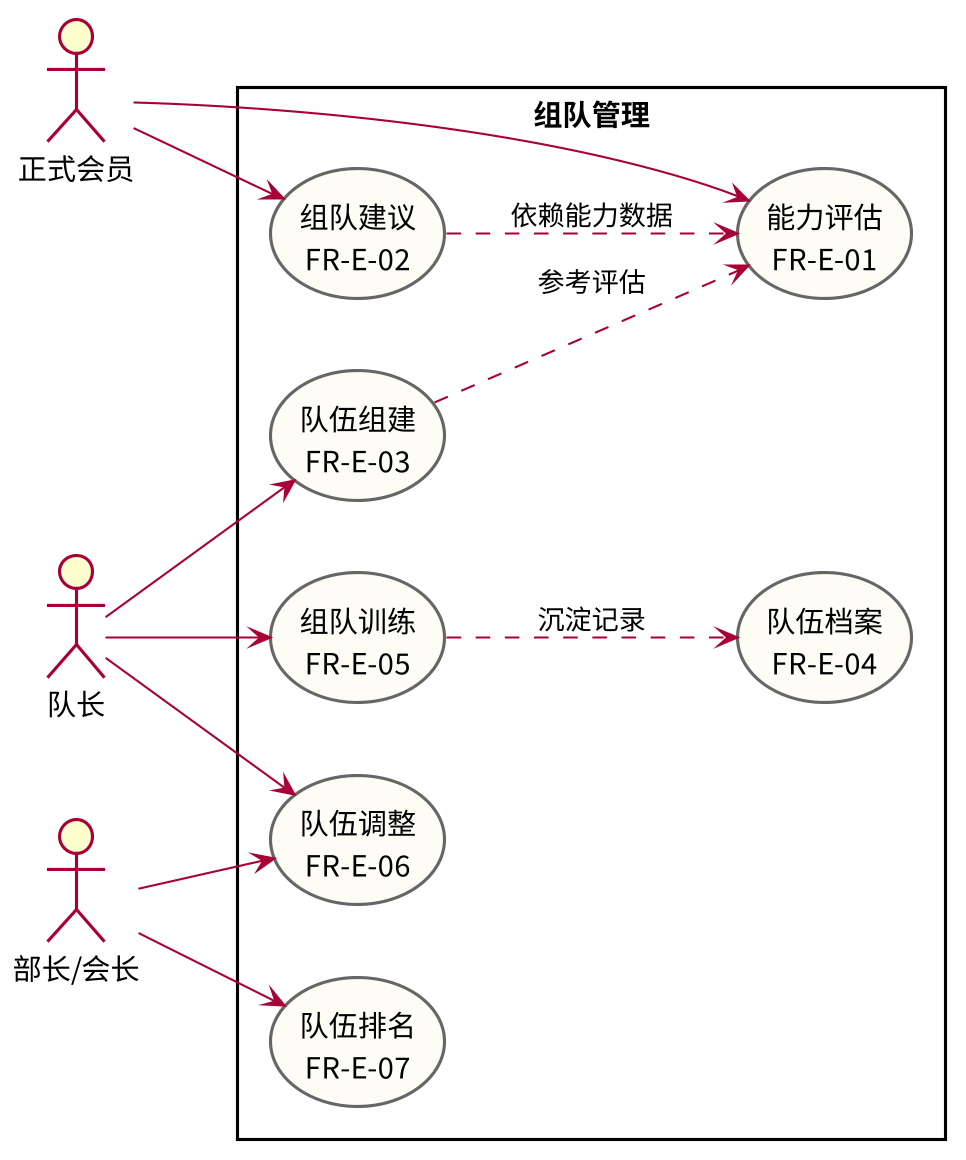 正式会员
组队管理
组队建议
FR-E-02
依赖能力数据
能力评估
FR-E-01
参考评估
队伍组建
FR-E-03
队长
组队训练
FR-E-05
沉淀记录
队伍档案
FR-E-04
队伍调整
FR-E-06
部长/会长
队伍排名
FR-E-07